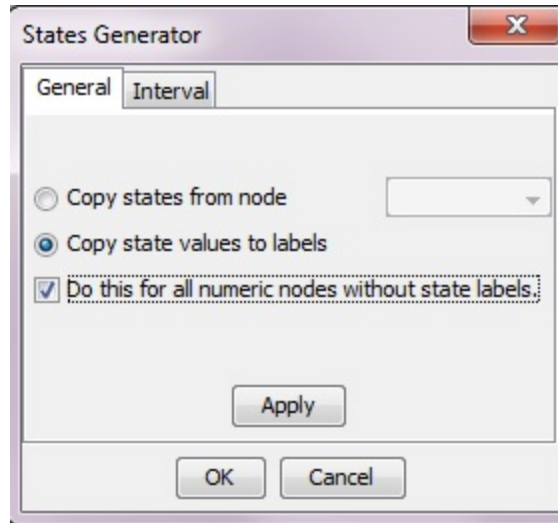 States Generator
General Interval
Copy states from node
Copy state values to labels
Do this for all numeric nodes without state labels.
Apply
OK Cancel